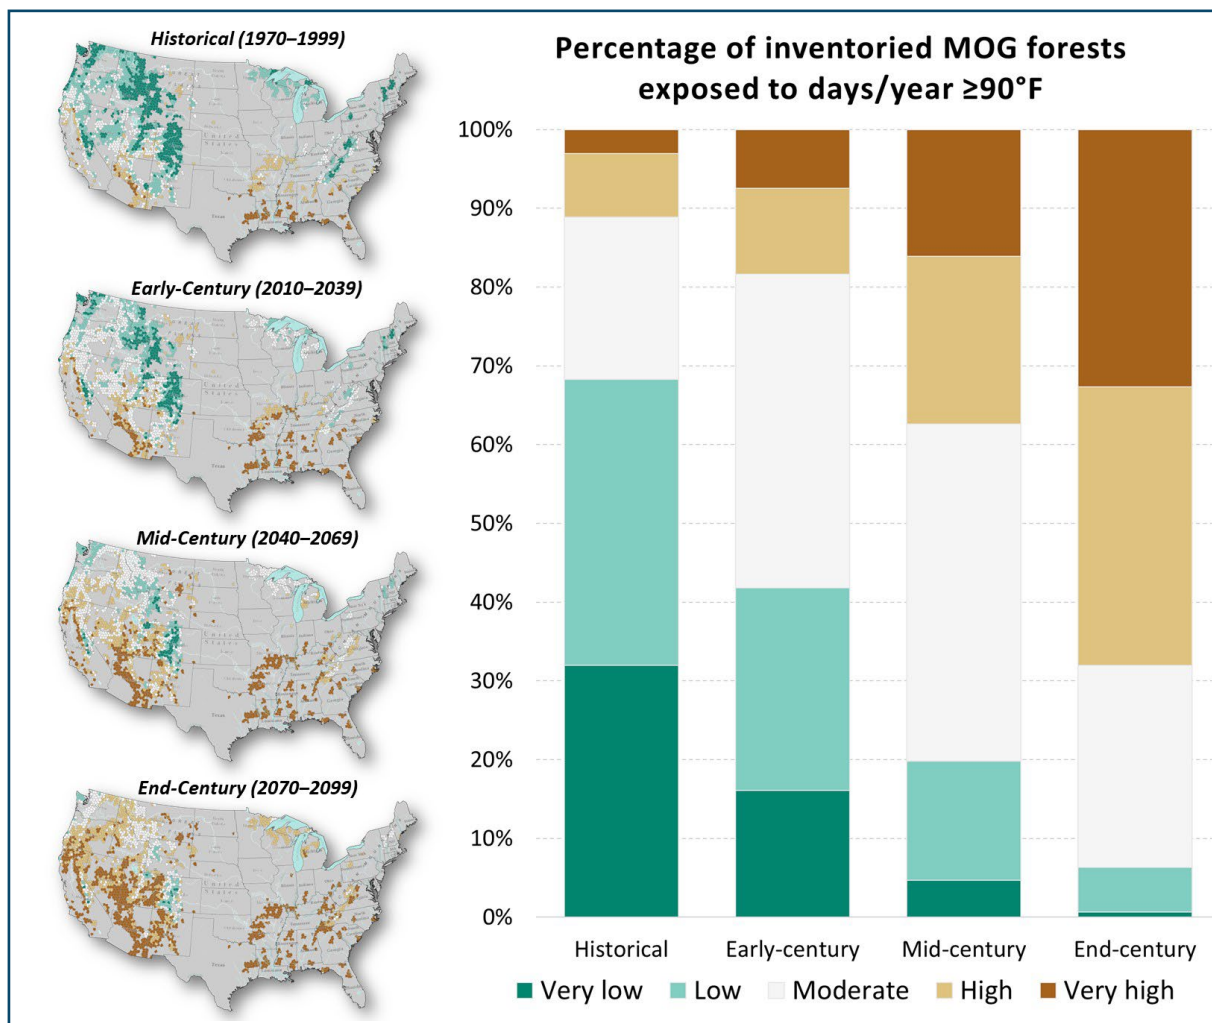 Historical (1970–1999)
Early-Century (2010–2039)
Mid-Century (2040–2069)
End-Century (2070–2099)
Percentage of inventoried MOG forests
exposed to days/year ≥90°F
100%
90%
80%
70%
60%
50%
40%
30%
20%
10%
0%
Historical
Early-century
Mid-century
End-century
Very low
Low
Moderate
High
Very high